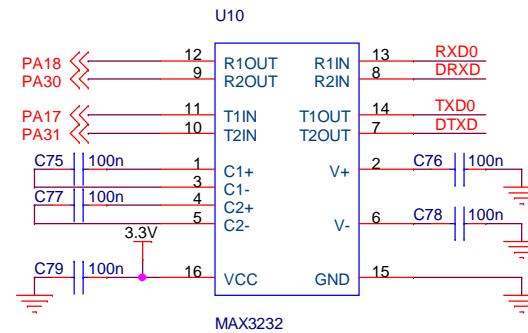 U10
PA18 12 R1OUT R1IN 13 RXD0
PA30 9 R2OUT R2IN 8 DRXD
PA17 11 T1IN T1OUT 14 TXD0
PA31 10 T2IN T2OUT 7 DTXD
C75 100n 1 C1+ V+ 2 C76 100n
3 C1-
C77 100n 4 C2+
5 C2- V- 6 C78 100n
3.3V
C79 100n 16 VCC GND 15
MAX3232